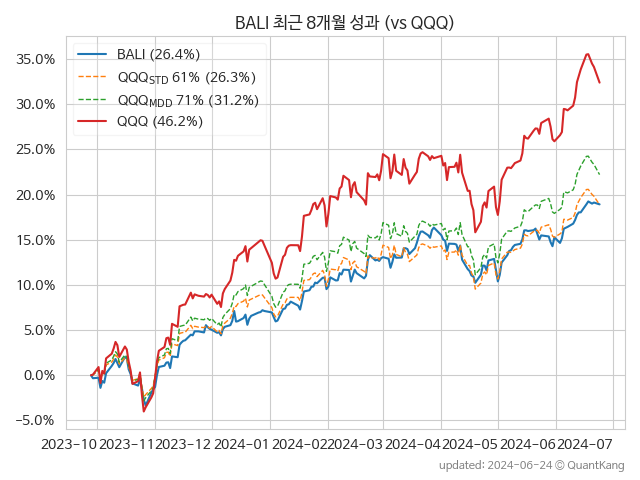 BALI 최근 8개월 성과 (vs QQQ)
BALI (26.4%)
QQQSTD 61% (26.3%)
QQQMDD 71% (31.2%)
QQQ (46.2%)
35.0%
30.0%
25.0%
20.0%
15.0%
10.0%
5.0%
0.0%
−5.0%
2023-10 2023-11 2023-12 2024-01 2024-02 2024-03 2024-04 2024-05 2024-06 2024-07
updated: 2024-06-24 © QuantKang